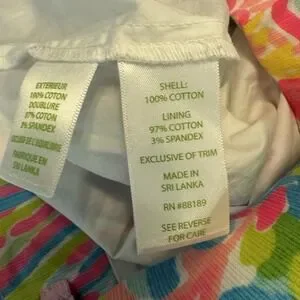 EXTERIEUR
100% COTON
DOUBLURE
97% COTON
3% SPANDEX
FABRIQUE EN
SRI LANKA
SHELL:
100% COTTON
LINING
97% COTTON
3% SPANDEX
EXCLUSIVE OF TRIM
MADE IN
SRI LANKA
RN #88189
SEE REVERSE
FOR CARE